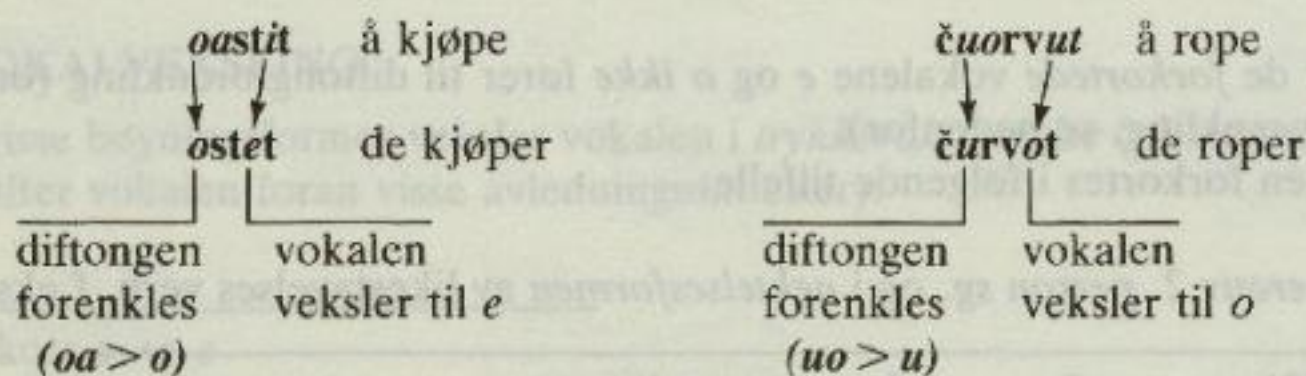 oastit å kjøpe
ostet de kjøper
diftongen vokalen
forenkles veksler til e
(oa > o)
čuorvut å rope
čurvot de roper
diftongen vokalen
forenkles veksler til o
(uo > u)